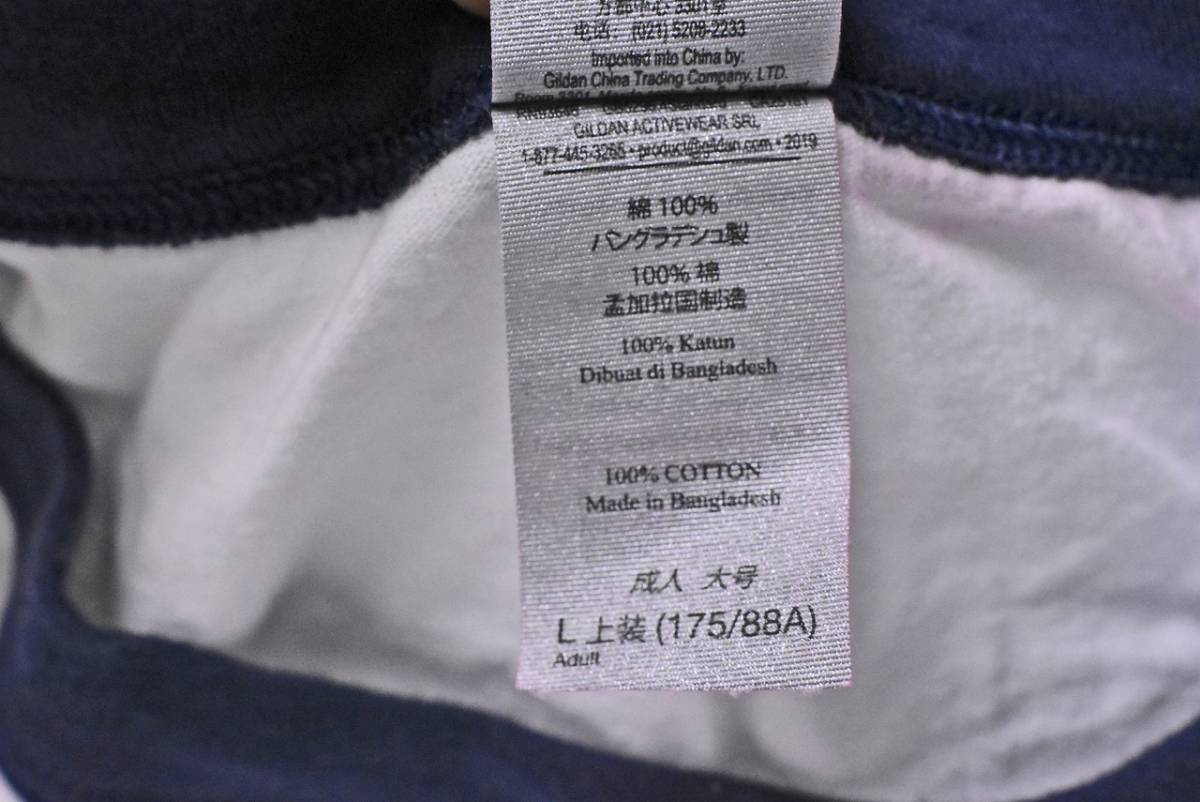 电话: (021) 5208-2233
Imported into China by:
Gildan China Trading Company, LTD.
GILDAN ACTIVEWEAR SRL
1-877-445-3265 • product@gildan.com • 2019
綿 100%
バングラデシュ製
100% 棉
孟加拉国制造
100% Katun
Dibuat di Bangladesh
100% COTTON
Made in Bangladesh
成人 大号
L 上装 (175/88A)
Adult